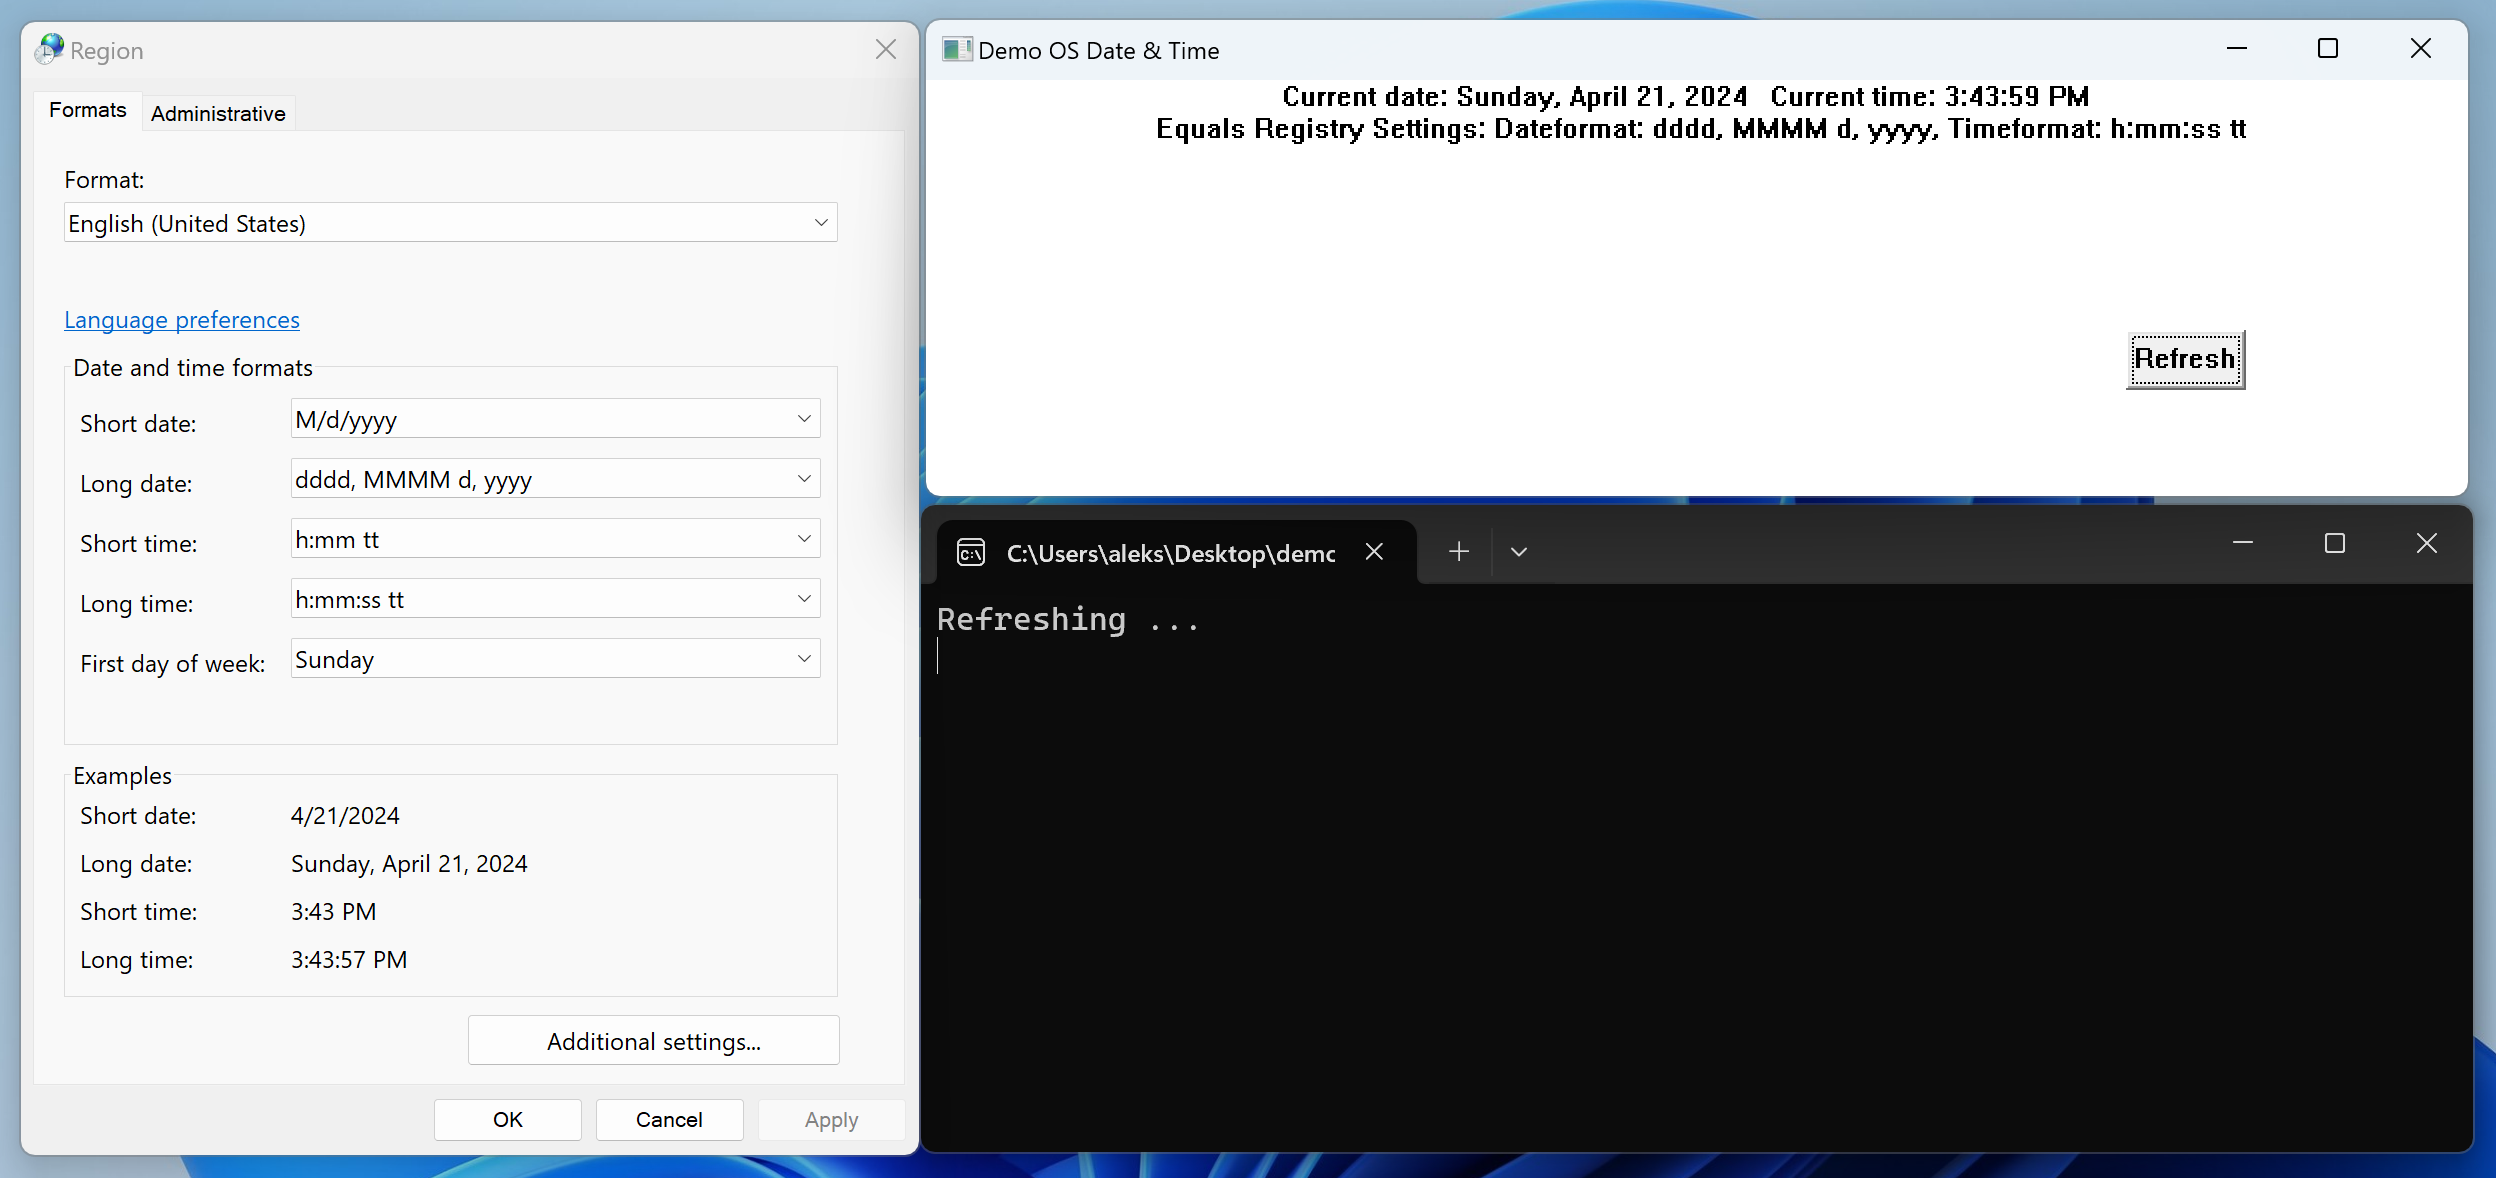 Region
Formats
Administrative
Format:
English (United States)
Language preferences
Date and time formats
Short date: M/d/yyyy
Long date: dddd, MMMM d, yyyy
Short time: h:mm tt
Long time: h:mm:ss tt
First day of week: Sunday
Examples
Short date: 4/21/2024
Long date: Sunday, April 21, 2024
Short time: 3:43 PM
Long time: 3:43:57 PM
Additional settings...
OK
Cancel
Apply
Demo OS Date & Time
Current date: Sunday, April 21, 2024 Current time: 3:43:59 PM
Equals Registry Settings: Dateformat: dddd, MMMM d, yyyy, Timeformat: h:mm:ss tt
Refresh
C:\Users\aleks\Desktop\demo
Refreshing ...